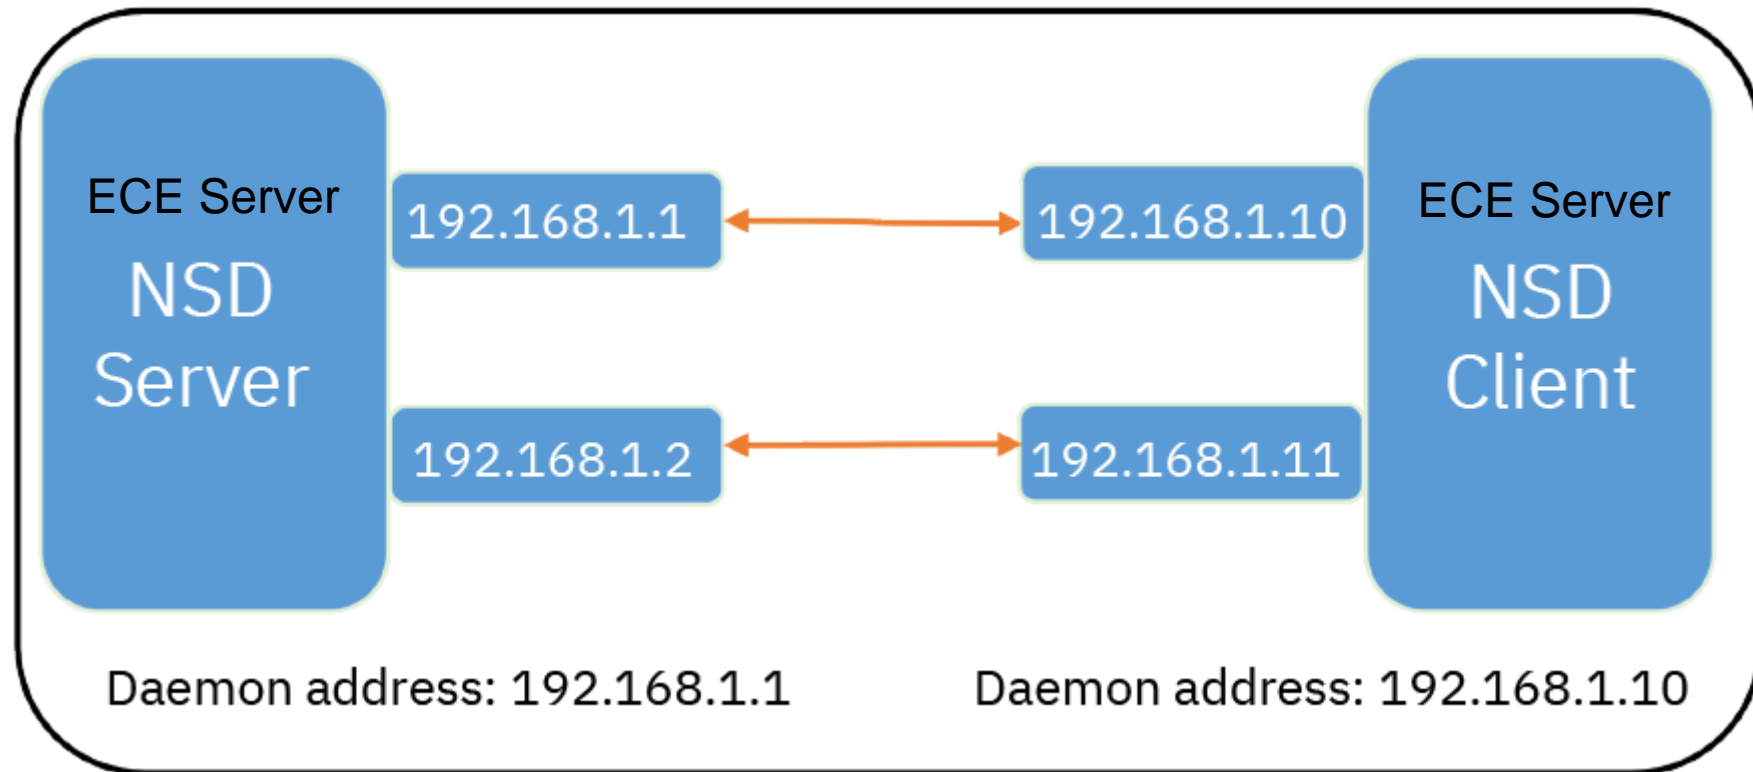 ECE Server
NSD
Server
192.168.1.1
192.168.1.2
192.168.1.10
192.168.1.11
ECE Server
NSD
Client
Daemon address: 192.168.1.1
Daemon address: 192.168.1.10